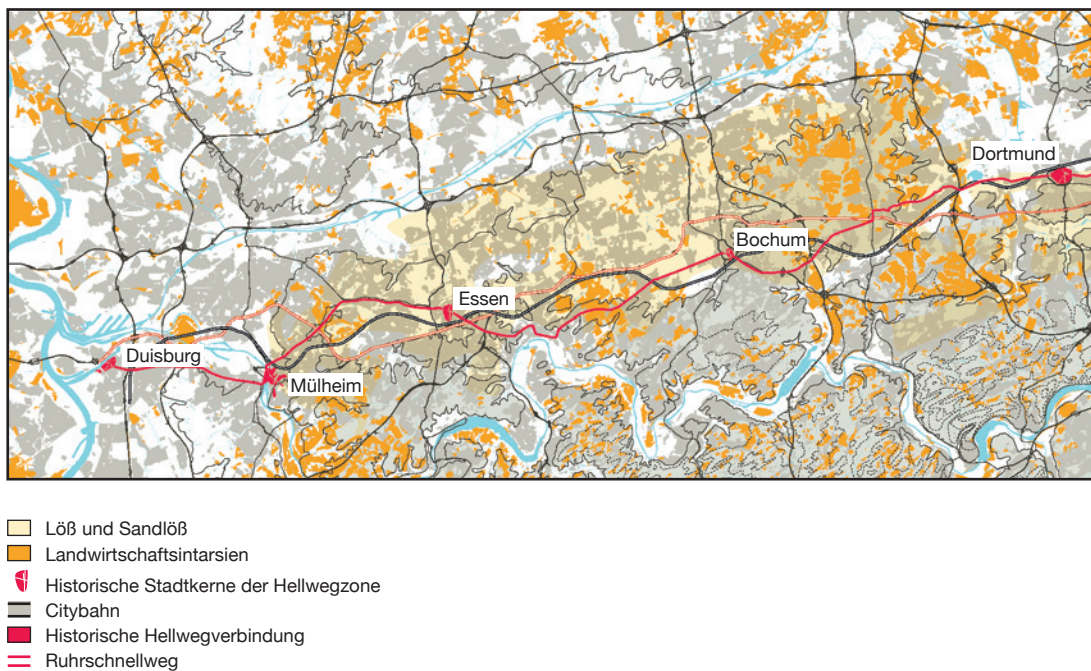 Dortmund
Bochum
Essen
Duisburg
Mülheim
Löß und Sandlöß
Landwirtschaftsintarsien
Historische Stadtkerne der Hellwegzone
Citybahn
Historische Hellwegverbindung
Ruhrschnellweg